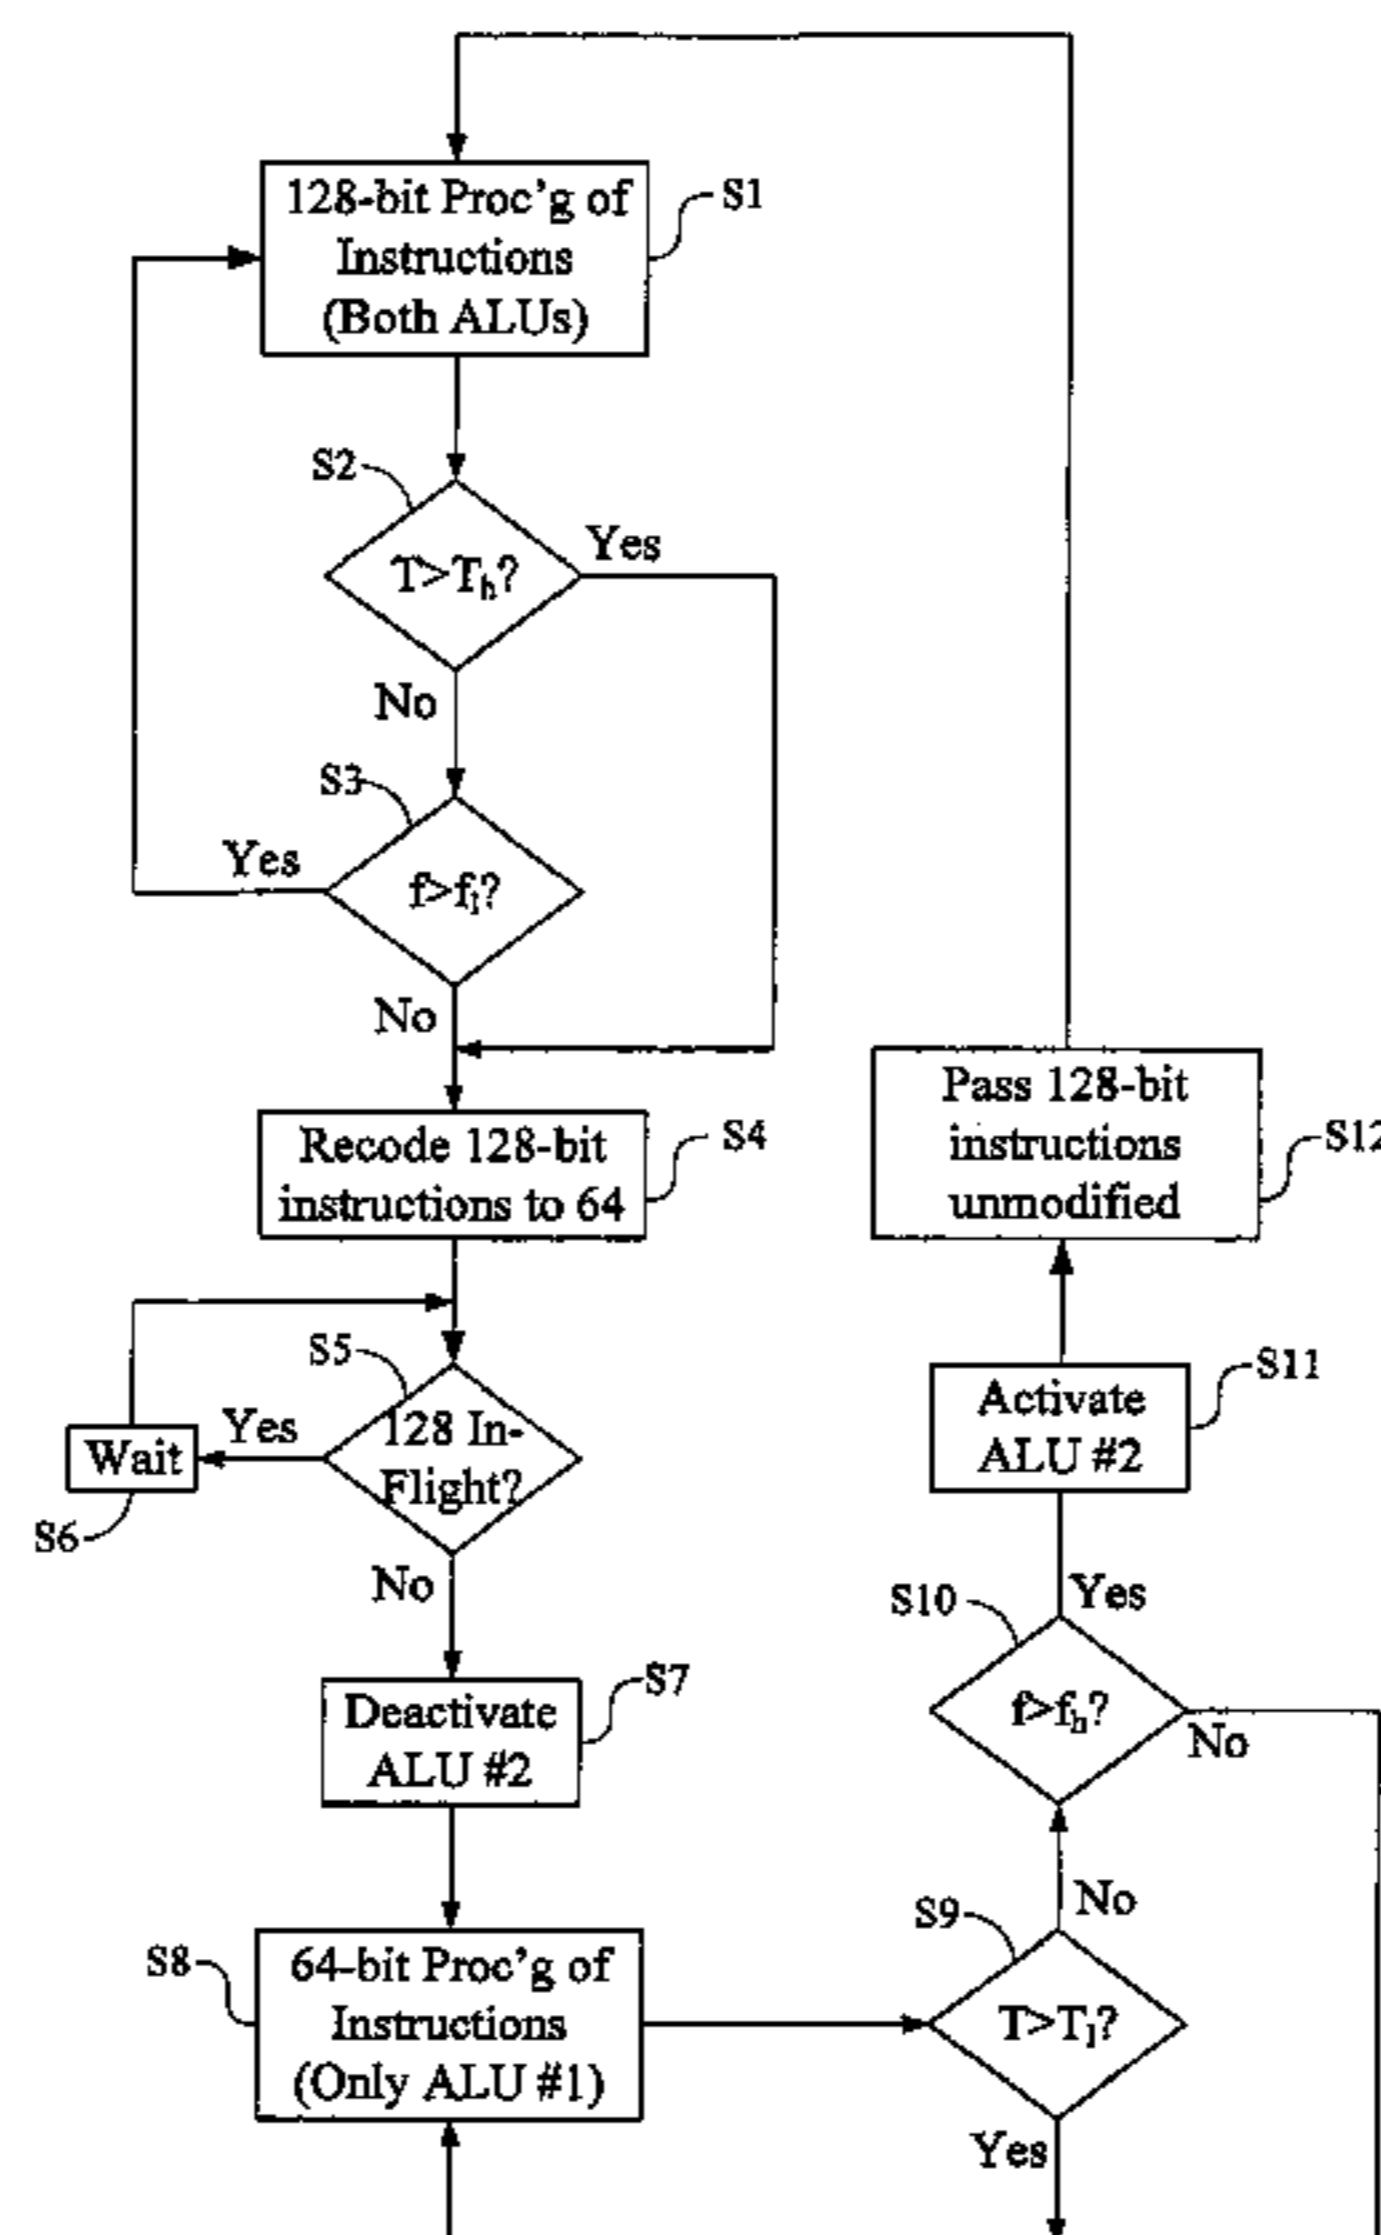 128-bit Proc'g of
Instructions
(Both ALUs)
S1
S2
T>Th?
Yes
No
S3
f>fl?
Yes
No
Recode 128-bit
instructions to 64
S4
S5
128 In-
Flight?
Yes
Wait
S6
No
Deactivate
ALU #2
S7
S8
64-bit Proc'g of
Instructions
(Only ALU #1)
S9
T>Tl?
Yes
No
S10
f>fh?
No
Yes
Activate
ALU #2
S11
Pass 128-bit
instructions
unmodified
S12